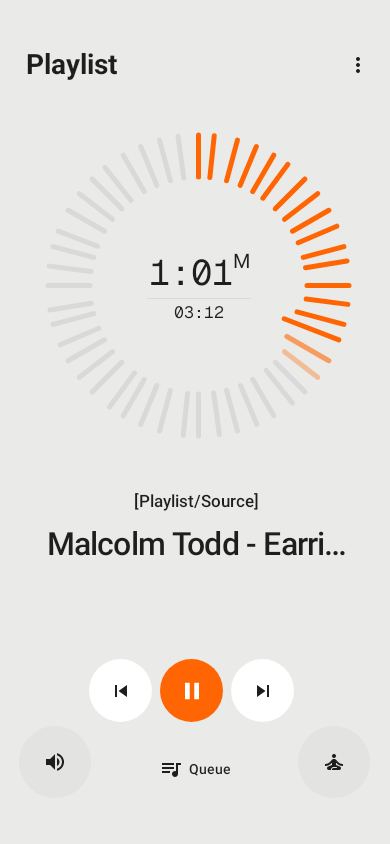 Playlist
1:01M
03:12
[Playlist/Source]
Malcolm Todd - Earri...
Queue